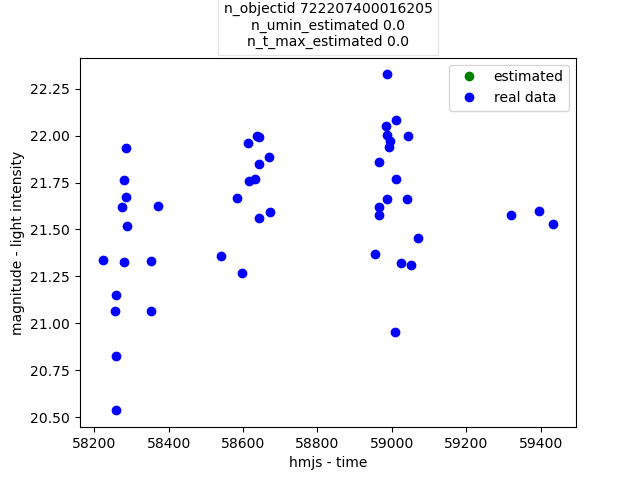 n_objectid 722207400016205
n_umin_estimated 0.0
n_t_max_estimated 0.0
estimated
real data
magnitude - light intensity
22.25
22.00
21.75
21.50
21.25
21.00
20.75
20.50
58200 58400 58600 58800 59000 59200 59400
hmjs - time